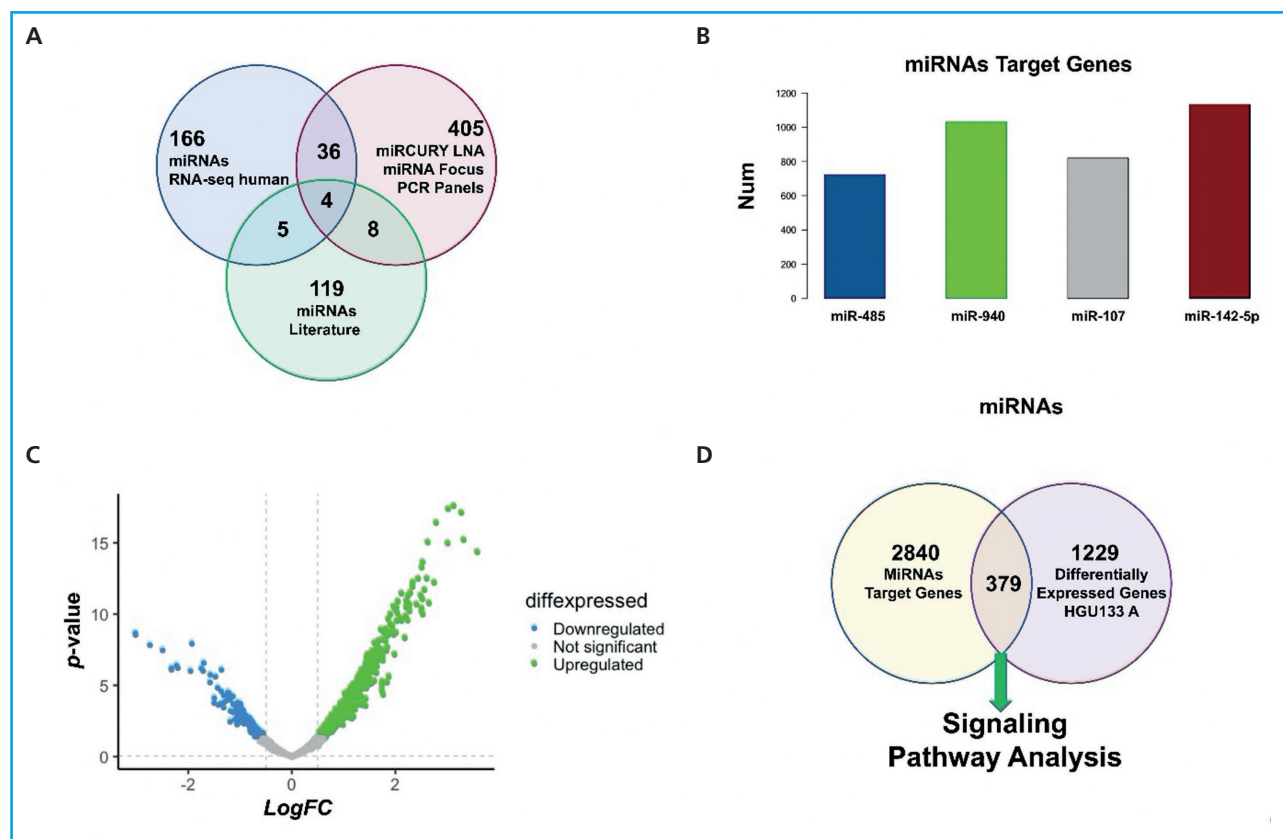 A
166
miRNAs
RNA-seq human
36
405
miRCURY LNA
miRNA Focus
PCR Panels
4
5
8
119
miRNAs
Literature
B
miRNAs Target Genes
Num
1200
1000
800
600
400
200
0
miR-485
miR-940
miR-107
miR-142-5p
miRNAs
C
p-value
15
10
5
0
-2
0
2
LogFC
diffexpressed
Downregulated
Not significant
Upregulated
D
2840
MiRNAs
Target Genes
379
1229
Differentially
Expressed Genes
HGU133 A
Signaling
Pathway Analysis